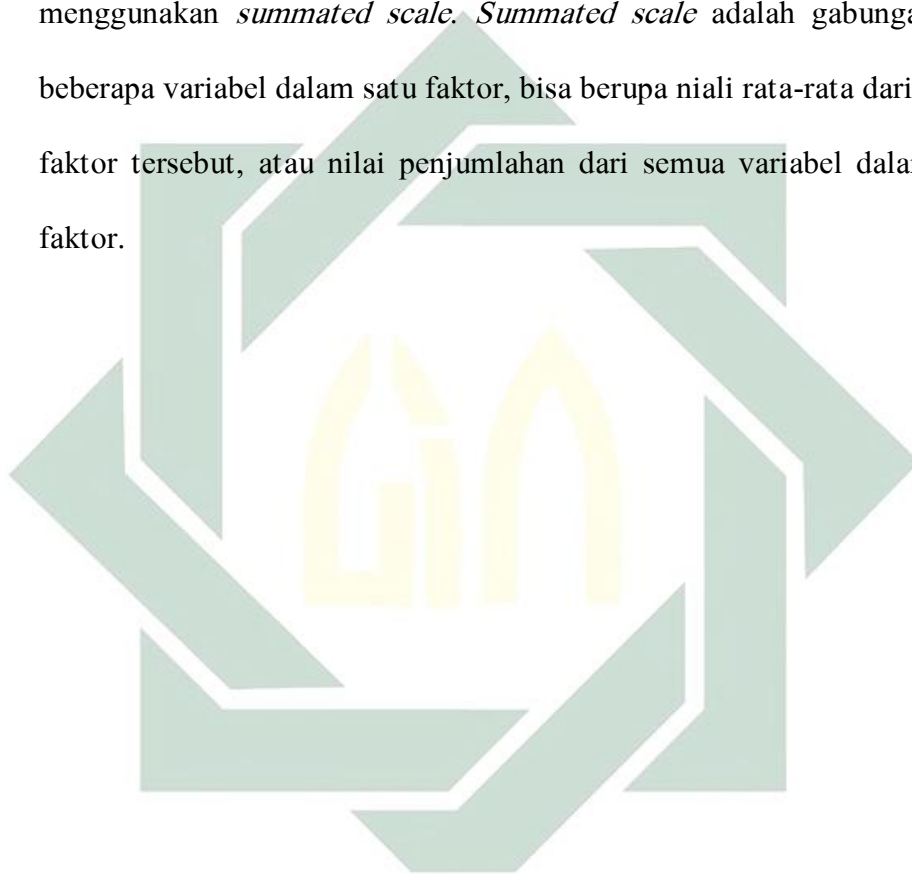 menggunakan summated scale. Summated scale adalah gabunga
beberapa variabel dalam satu faktor, bisa berupa niali rata-rata dari
faktor tersebut, atau nilai penjumlahan dari semua variabel dala
faktor.